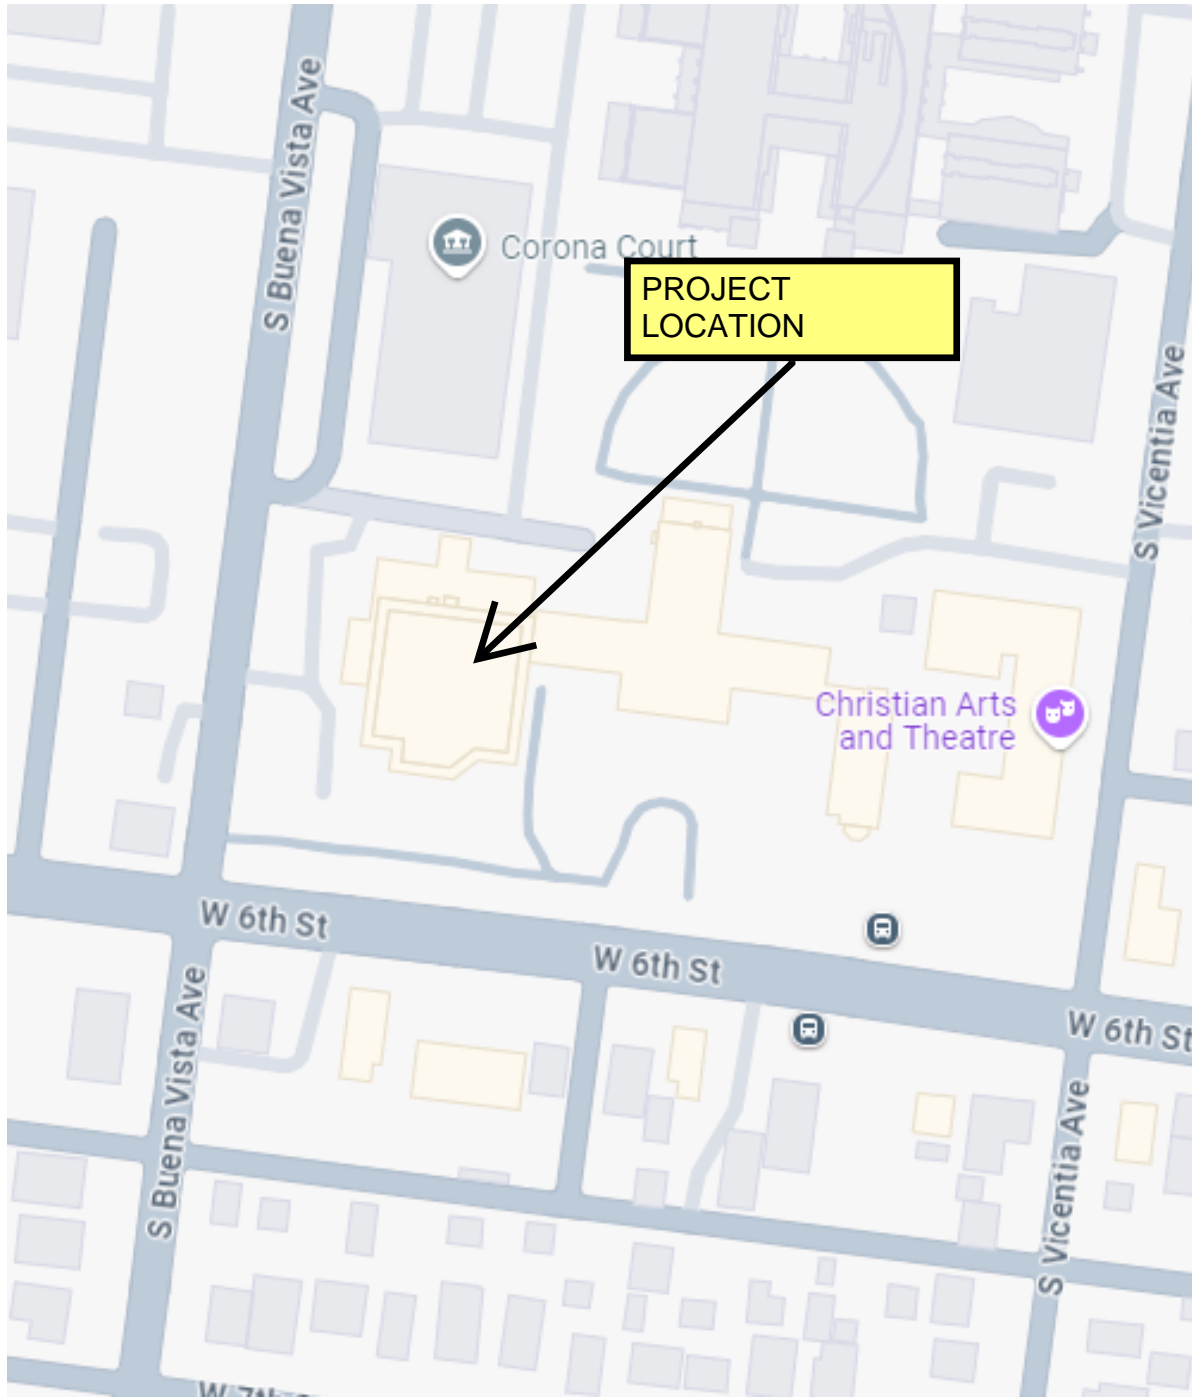 S Buena Vista Ave
Corona Court
PROJECT
LOCATION
S Vicentia Ave
Christian Arts
and Theatre
W 6th St
W 6th St
W 6th St
S Buena Vista Ave
S Vicentia Ave